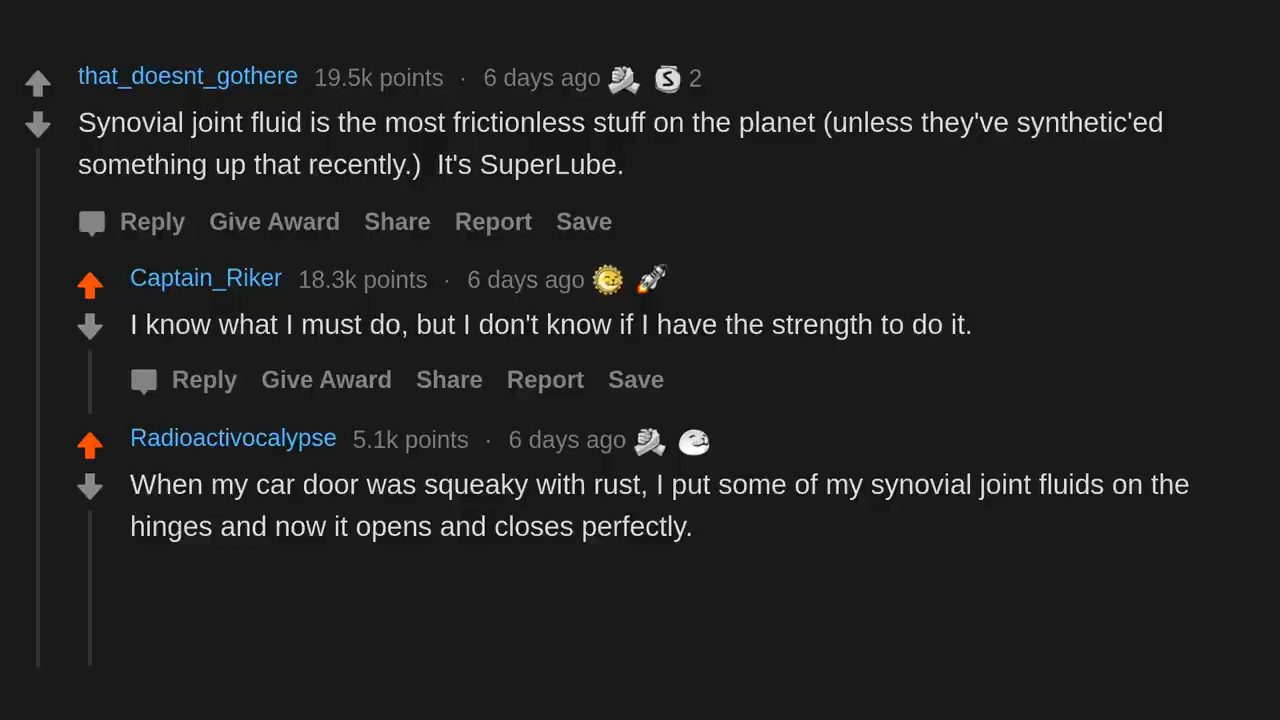 that_doesnt_gothere 19.5k points · 6 days ago S 2
Synovial joint fluid is the most frictionless stuff on the planet (unless they've synthetic'ed
something up that recently.)  It's SuperLube.
Reply Give Award Share Report Save
Captain_Riker 18.3k points · 6 days ago
I know what I must do, but I don't know if I have the strength to do it.
Reply Give Award Share Report Save
Radioactivocalypse 5.1k points · 6 days ago
When my car door was squeaky with rust, I put some of my synovial joint fluids on the
hinges and now it opens and closes perfectly.